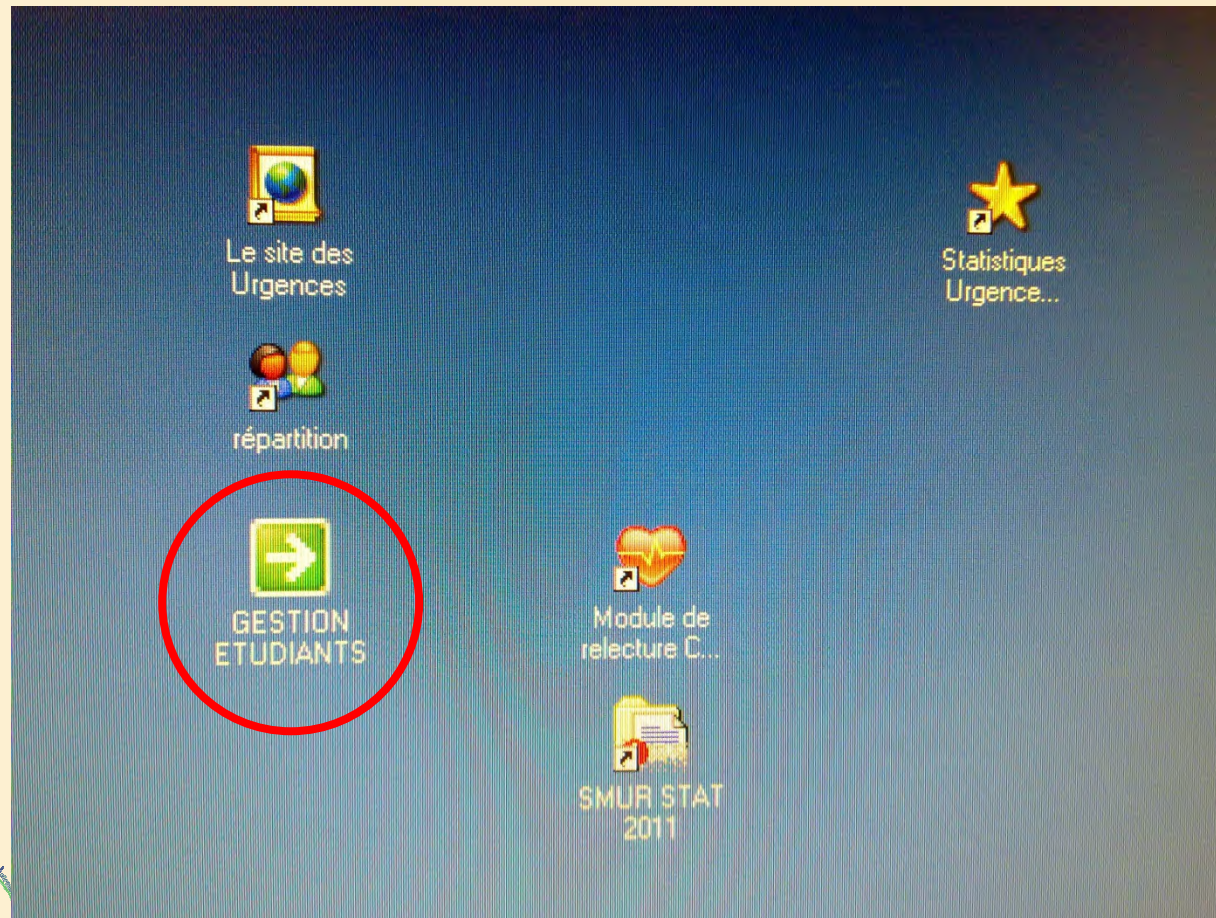 Le site des
Urgences
Statistiques
Urgence...
répartition
GESTION
ETUDIANTS
Module de
relecture C...
SMUR STAT
2011